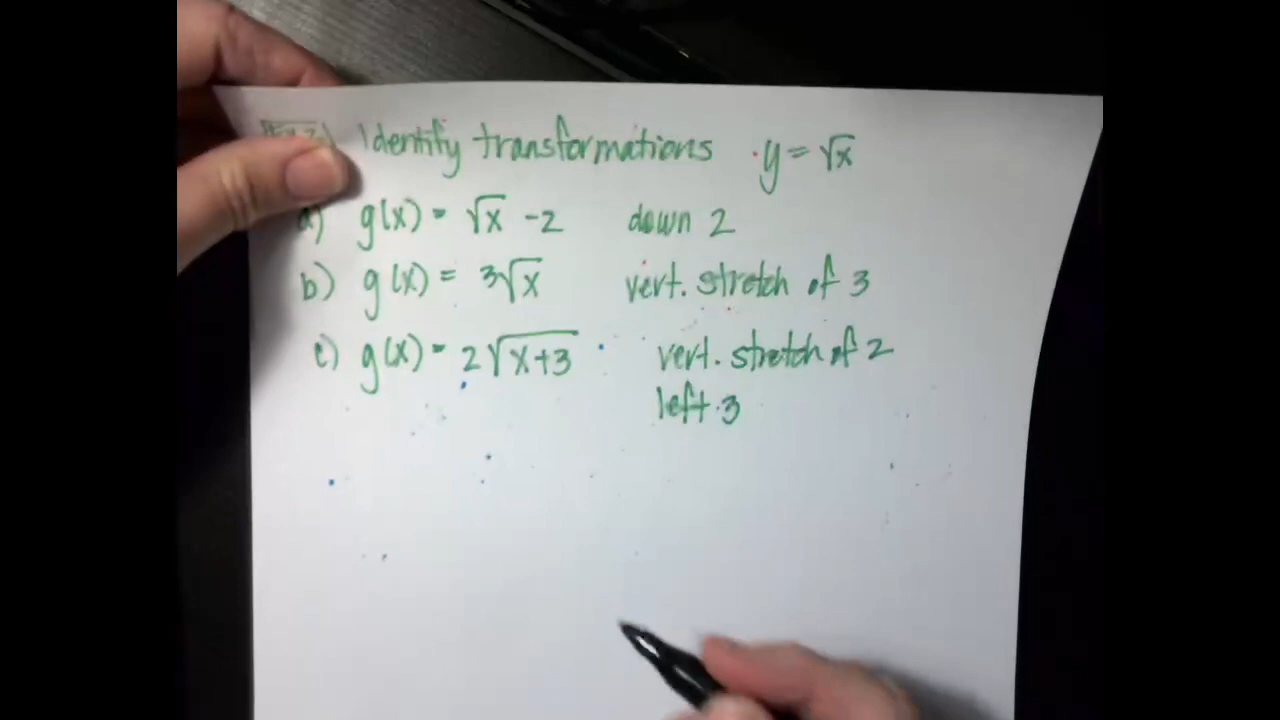 Identify transformations y = √x
a) g(x) = √x - 2 down 2
b) g(x) = 3√x vert. stretch of 3
c) g(x) = 2√x+3 vert. stretch of 2
left 3